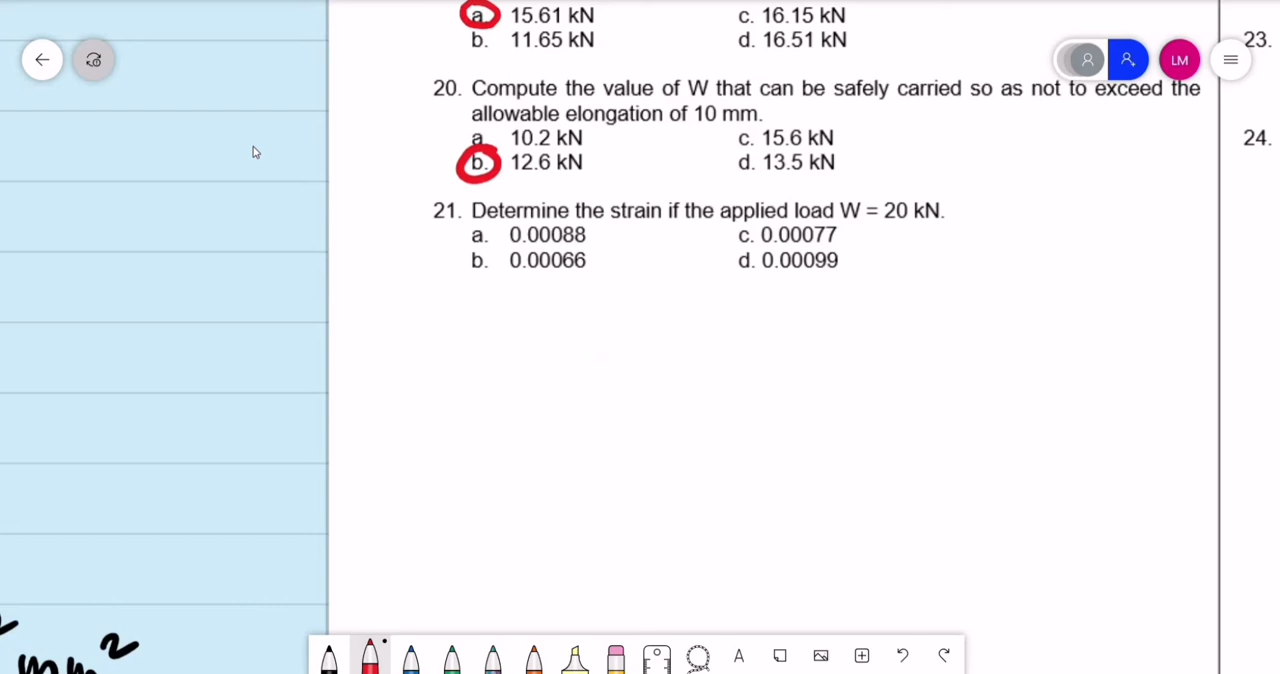 a. 15.61 kN c. 16.15 kN
b. 11.65 kN d. 16.51 kN
23.
LM
20. Compute the value of W that can be safely carried so as not to exceed the
allowable elongation of 10 mm.
a. 10.2 kN c. 15.6 kN
24.
b. 12.6 kN d. 13.5 kN
21. Determine the strain if the applied load W = 20 kN.
a. 0.00088 c. 0.00077
b. 0.00066 d. 0.00099
mm²
A